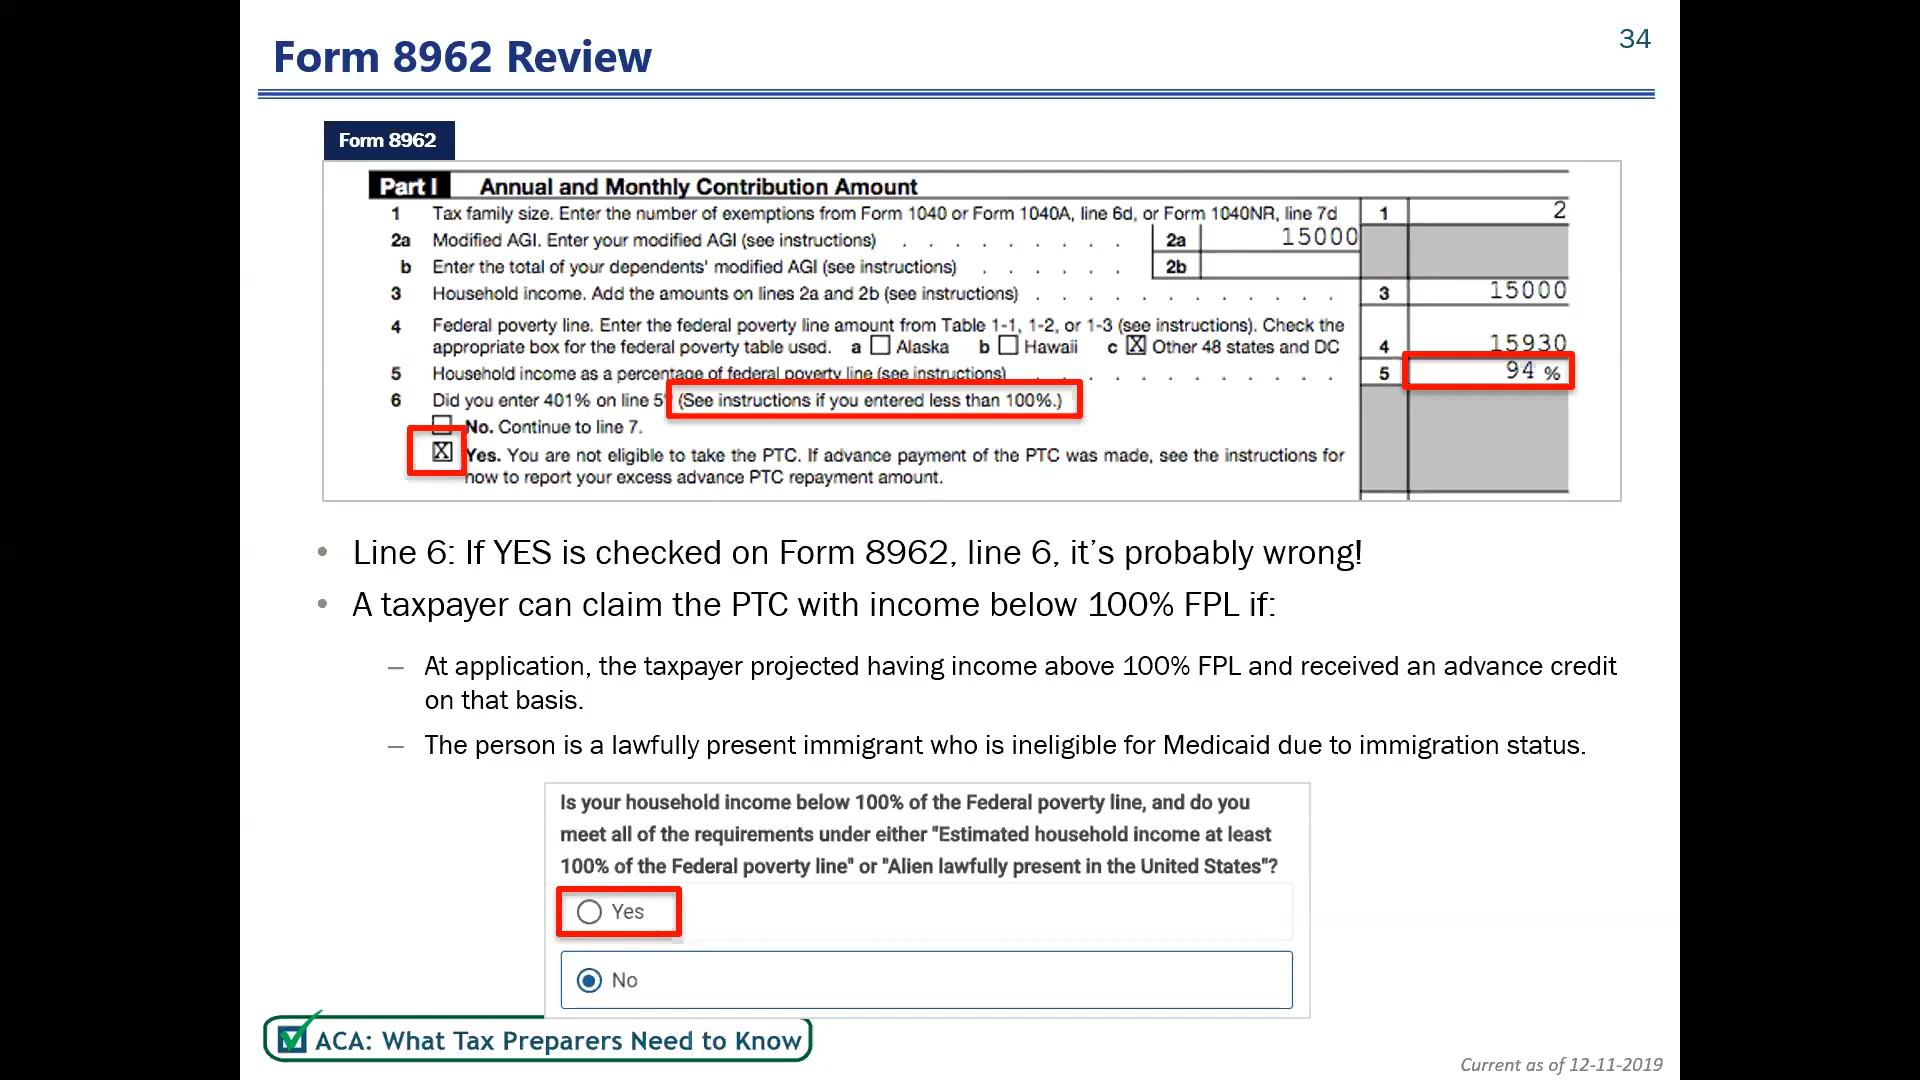 Form 8962 Review
34
Form 8962
Part I Annual and Monthly Contribution Amount
1 Tax family size. Enter the number of exemptions from Form 1040 or Form 1040A, line 6d, or Form 1040NR, line 7d 1 2
2a Modified AGI. Enter your modified AGI (see instructions) . . . . . . . . . 2a 15000
b Enter the total of your dependents' modified AGI (see instructions) . . . . . . 2b
3 Household income. Add the amounts on lines 2a and 2b (see instructions) . . . . . . . . . . . . 3 15000
4 Federal poverty line. Enter the federal poverty line amount from Table 1-1, 1-2, or 1-3 (see instructions). Check the
appropriate box for the federal poverty table used. a Alaska b Hawaii c X Other 48 states and DC 4 15930
5 Household income as a percentage of federal poverty line (see instructions) . . . . . . . . . . . . 5 94 %
6 Did you enter 401% on line 5? (See instructions if you entered less than 100%.)
No. Continue to line 7.
X Yes. You are not eligible to take the PTC. If advance payment of the PTC was made, see the instructions for
how to report your excess advance PTC repayment amount.
• Line 6: If YES is checked on Form 8962, line 6, it's probably wrong!
• A taxpayer can claim the PTC with income below 100% FPL if:
– At application, the taxpayer projected having income above 100% FPL and received an advance credit
on that basis.
– The person is a lawfully present immigrant who is ineligible for Medicaid due to immigration status.
Is your household income below 100% of the Federal poverty line, and do you
meet all of the requirements under either "Estimated household income at least
100% of the Federal poverty line" or "Alien lawfully present in the United States"?
Yes
No
ACA: What Tax Preparers Need to Know
Current as of 12-11-2019